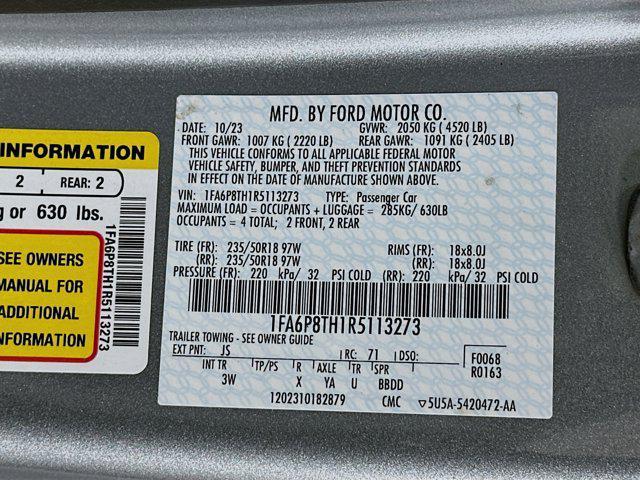 INFORMATION
2 REAR: 2
g or 630 lbs.
SEE OWNERS
MANUAL FOR
ADDITIONAL
INFORMATION
1FA6P8TH1R5113273
MFD. BY FORD MOTOR CO.
DATE: 10/23 GVWR: 2050 KG ( 4520 LB)
FRONT GAWR: 1007 KG ( 2220 LB) REAR GAWR: 1091 KG ( 2405 LB)
THIS VEHICLE CONFORMS TO ALL APPLICABLE FEDERAL MOTOR
VEHICLE SAFETY, BUMPER, AND THEFT PREVENTION STANDARDS
IN EFFECT ON THE DATE OF MANUFACTURE SHOWN ABOVE.
VIN: 1FA6P8TH1R5113273 TYPE: Passenger Car
MAXIMUM LOAD = OCCUPANTS + LUGGAGE = 285KG/ 630LB
OCCUPANTS = 4 TOTAL; 2 FRONT, 2 REAR
TIRE (FR): 235/50R18 97W RIMS (FR): 18x8.0J
(RR): 235/50R18 97W (RR): 18x8.0J
PRESSURE (FR): 220 kPa/ 32 PSI COLD (RR): 220 kPa/ 32 PSI COLD
1FA6P8TH1R5113273
TRAILER TOWING - SEE OWNER GUIDE
EXT PNT: JS RC: 71 DSO: F0068
R0163
INT TR TP/PS R AXLE TR SPR
3W X YA U BBDD
1202310182879 CMC ▽5U5A-5420472-AA